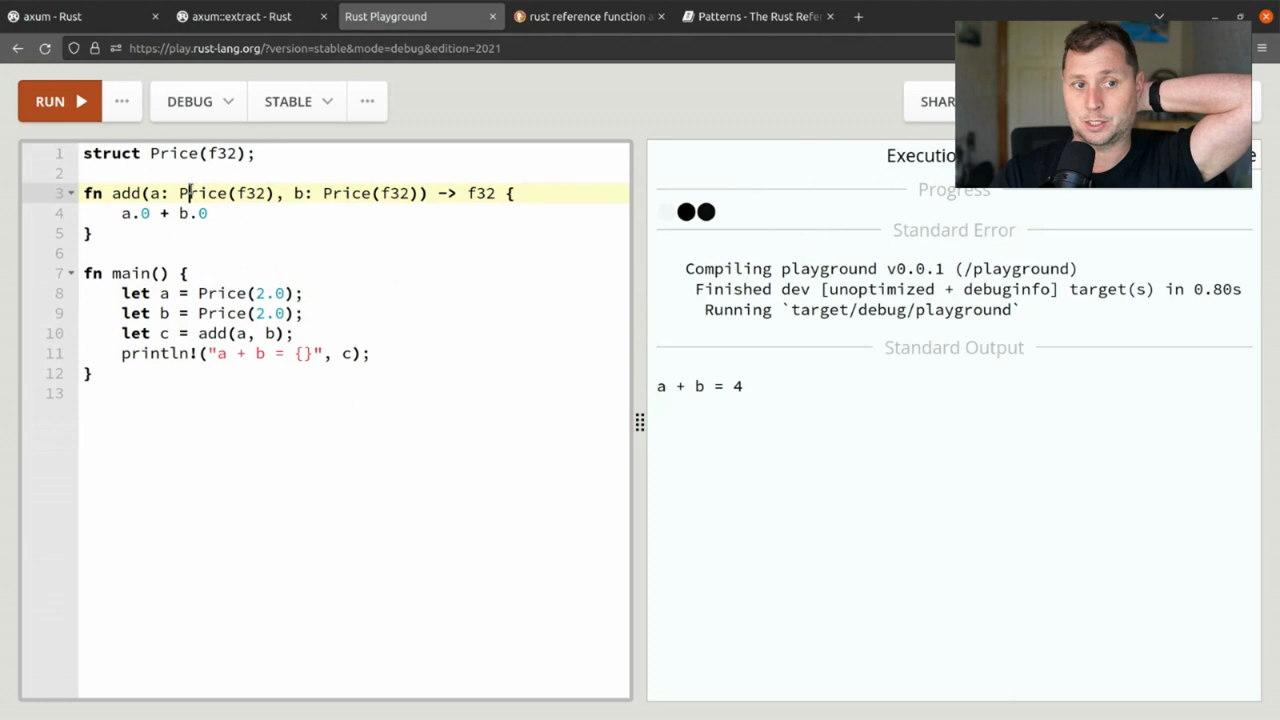 axum - Rust
axum::extract - Rust
Rust Playground
rust reference function a
Patterns - The Rust Refe
https://play.rust-lang.org/?version=stable&mode=debug&edition=2021
RUN
DEBUG
STABLE
SHAR
1 struct Price(f32);
2
3 fn add(a: Price(f32), b: Price(f32)) -> f32 {
4 a.0 + b.0
5 }
6
7 fn main() {
8 let a = Price(2.0);
9 let b = Price(2.0);
10 let c = add(a, b);
11 println!("a + b = {}", c);
12 }
13
Executio
e
Progress
Standard Error
Compiling playground v0.0.1 (/playground)
Finished dev [unoptimized + debuginfo] target(s) in 0.80s
Running `target/debug/playground`
Standard Output
a + b = 4